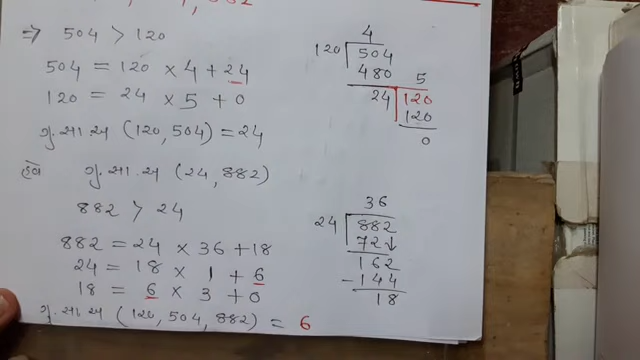 ⇒ 504 > 120
504 = 120 × 4 + 24
120 = 24 × 5 + 0
ગુ.સા.અ (120, 504) = 24
હવે ગુ.સા.અ (24, 882)
882 > 24
882 = 24 × 36 + 18
24 = 18 × 1 + 6
18 = 6 × 3 + 0
ગુ.સા.અ (120, 504, 882) = 6
4
120 504
480 5
24 120
120
0
36
24 882
72↓
162
-144
18